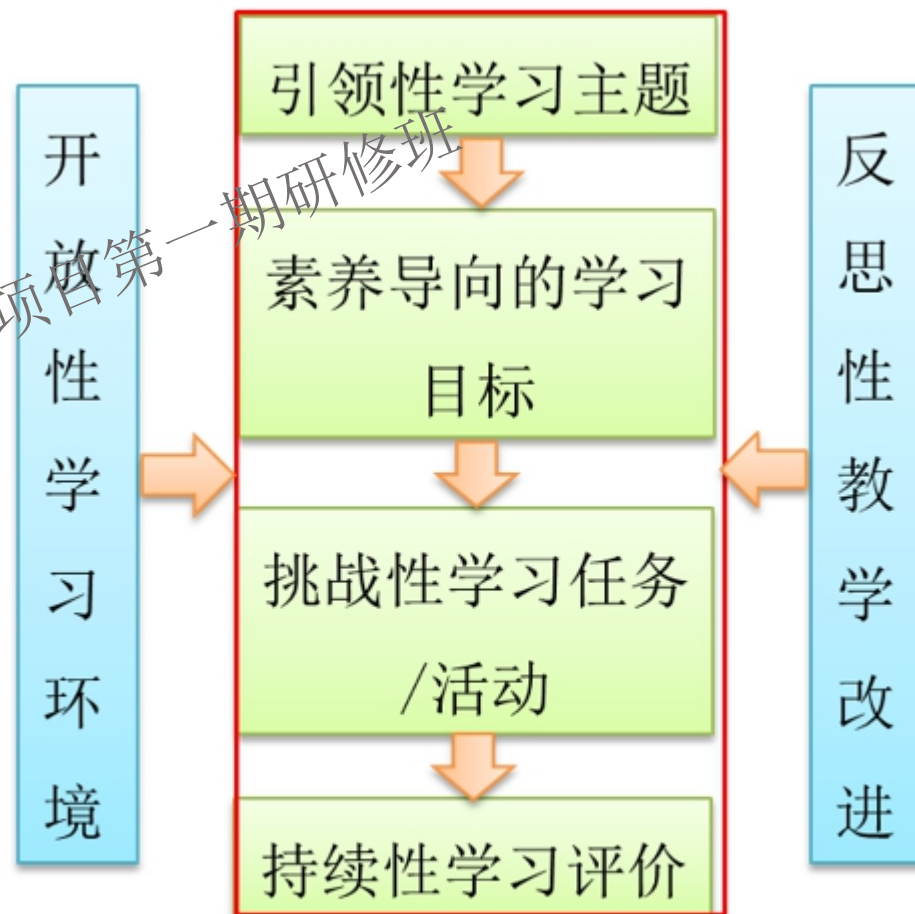 引领性学习主题
素养导向的学习
目标
挑战性学习任务
/活动
持续性学习评价
开放性学习环境
反思性教学改进
项目第一期研修班